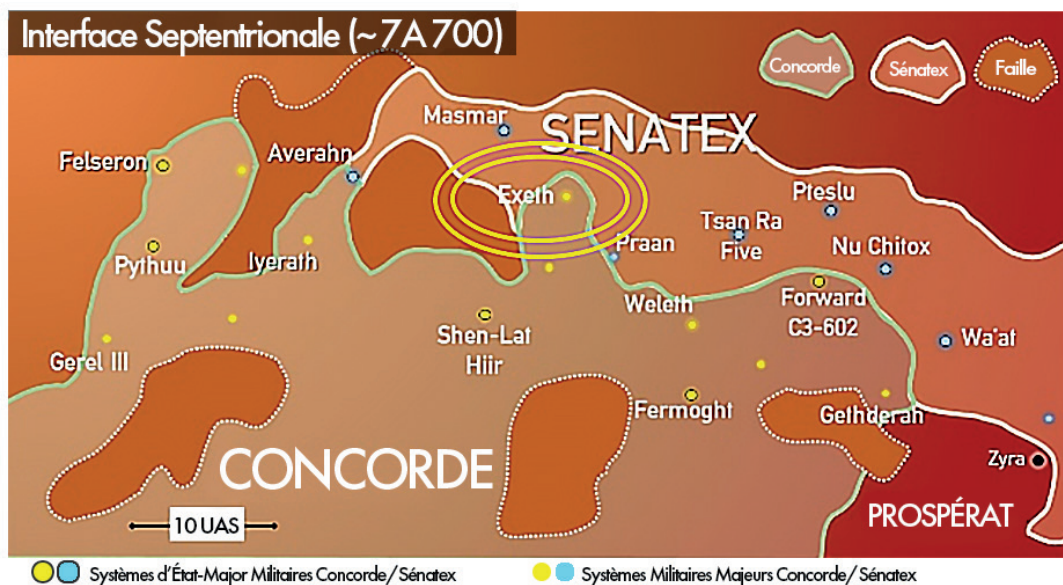 Interface Septentrionale (~7A700)
Concorde
Sénatex
Faille
Masmar
SENATEX
Felseron
Averahn
Exeth
Pteslu
Tsan Ra
Five
Praan
Nu Chitox
Pythuu
Iyerath
Weleth
Forward
C3-602
Shen-Lat
Hiir
Wa'at
Gerel III
Fermoght
Gethderah
CONCORDE
Zyra
PROSPÉRAT
10 UAS
Systèmes d'État-Major Militaires Concorde/Sénatex
Systèmes Militaires Majeurs Concorde/Sénatex